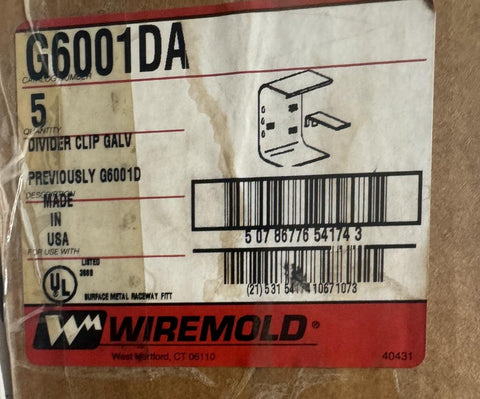 G6001DA
CATALOG NUMBER
5
QUANTITY
DIVIDER CLIP GALV
PREVIOUSLY G6001D
DESCRIPTION
MADE
IN
USA
FOR USE WITH
5 07 86776 54174 3
LISTED
UL
SURFACE METAL RACEWAY FITT
WIREMOLD®
West Hartford, CT 06110
40431